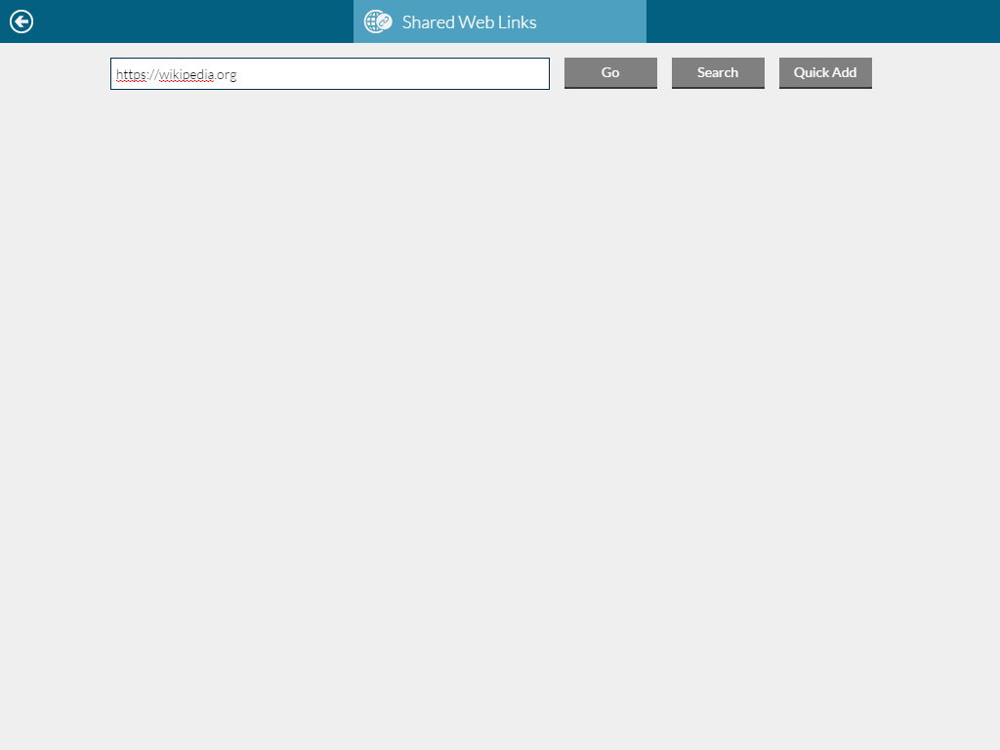 Shared Web Links
https://wikipedia.org
Go
Search
Quick Add